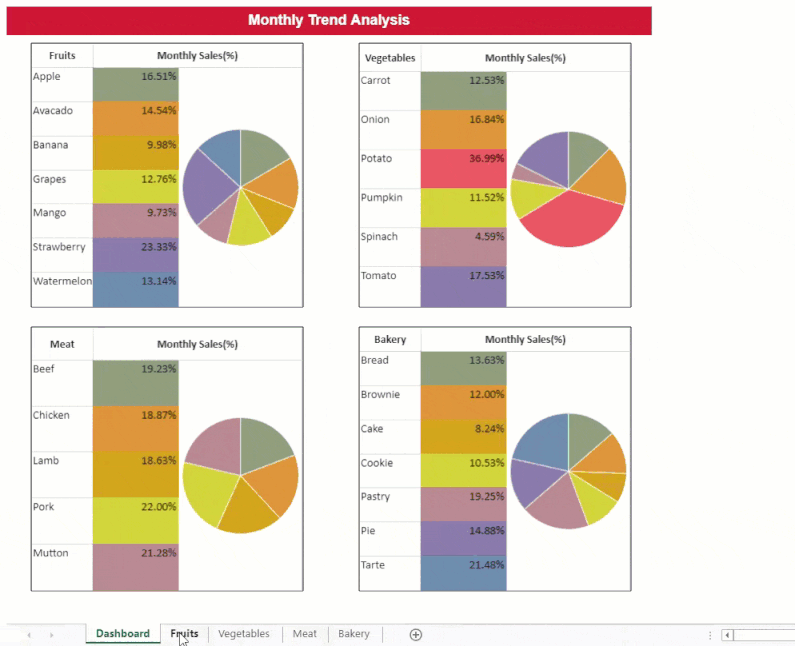 Monthly Trend Analysis
Fruits Monthly Sales(%)
Apple 16.51%
Avacado 14.54%
Banana 9.98%
Grapes 12.76%
Mango 9.73%
Strawberry 23.33%
Watermelon 13.14%
Vegetables Monthly Sales(%)
Carrot 12.53%
Onion 16.84%
Potato 36.99%
Pumpkin 11.52%
Spinach 4.59%
Tomato 17.53%
Meat Monthly Sales(%)
Beef 19.23%
Chicken 18.87%
Lamb 18.63%
Pork 22.00%
Mutton 21.28%
Bakery Monthly Sales(%)
Bread 13.63%
Brownie 12.00%
Cake 8.24%
Cookie 10.53%
Pastry 19.25%
Pie 14.88%
Tarte 21.48%
Dashboard Fruits Vegetables Meat Bakery